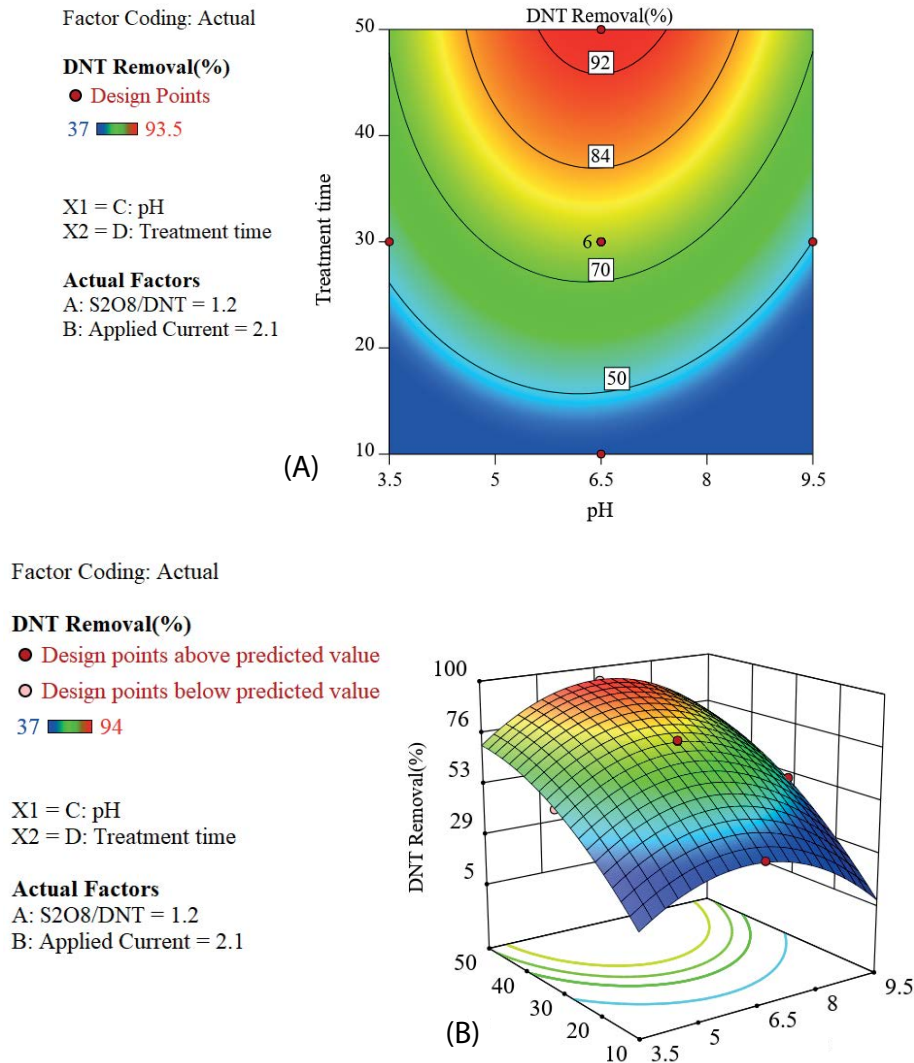 Factor Coding: Actual
DNT Removal(%)
Design Points
37 93.5
X1 = C: pH
X2 = D: Treatment time
Actual Factors
A: S2O8/DNT = 1.2
B: Applied Current = 2.1
(A)
DNT Removal(%)
50
40
30
20
10
Treatment time
92
84
6
70
50
3.5 5 6.5 8 9.5
pH
Factor Coding: Actual
DNT Removal(%)
Design points above predicted value
Design points below predicted value
37 94
X1 = C: pH
X2 = D: Treatment time
Actual Factors
A: S2O8/DNT = 1.2
B: Applied Current = 2.1
(B)
DNT Removal(%)
100
76
53
29
5
50
40
30
20
10
3.5
5
6.5
8
9.5